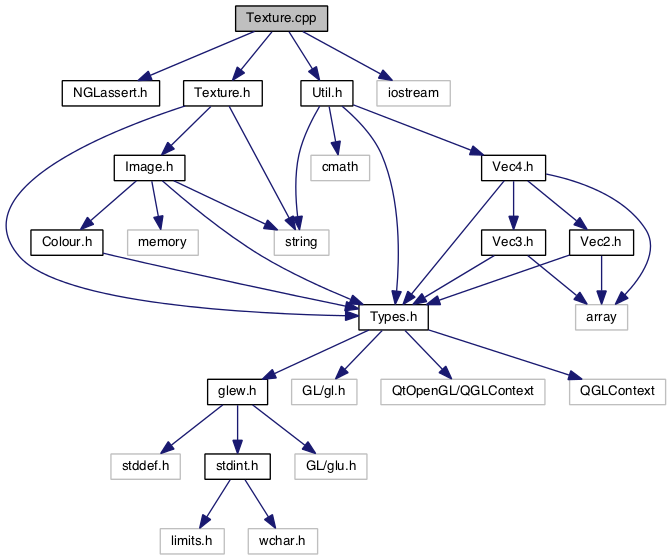 Texture.cpp
NGLassert.h
Texture.h
Util.h
iostream
Image.h
cmath
Vec4.h
Colour.h
memory
string
Vec3.h
Vec2.h
Types.h
array
glew.h
GL/gl.h
QtOpenGL/QGLContext
QGLContext
stddef.h
stdint.h
GL/glu.h
limits.h
wchar.h